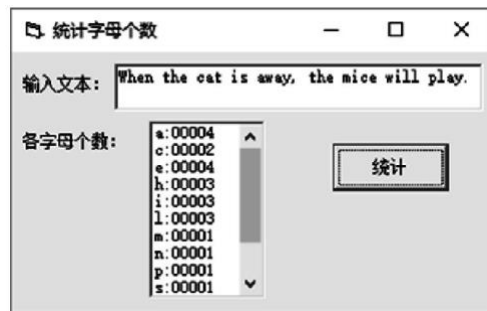 统计字母个数
输入文本： When the cat is away, the mice will play.
各字母个数：
a:00004
c:00002
e:00004
h:00003
i:00003
l:00003
m:00001
n:00001
p:00001
s:00001
统计